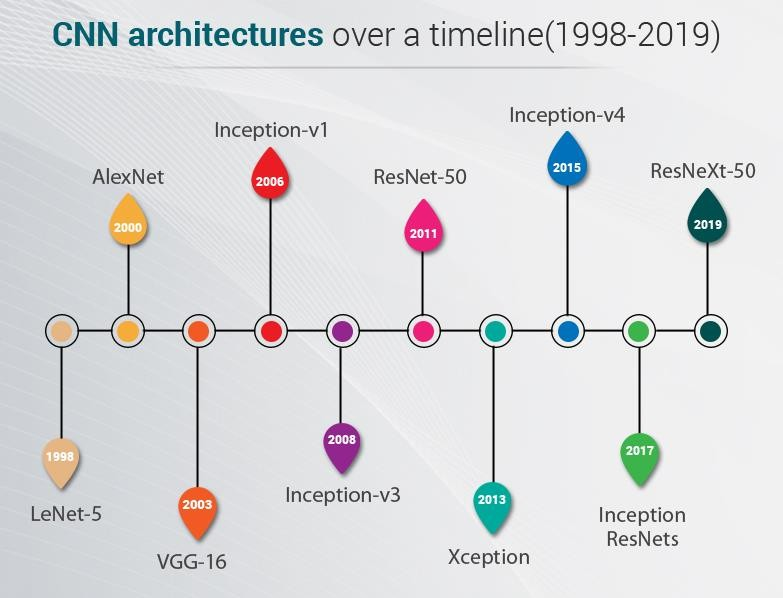 CNN architectures over a timeline(1998-2019)
LeNet-5
1998
AlexNet
2000
VGG-16
2003
Inception-v1
2006
Inception-v3
2008
ResNet-50
2011
Xception
2013
Inception-v4
2015
Inception
ResNets
2017
ResNeXt-50
2019